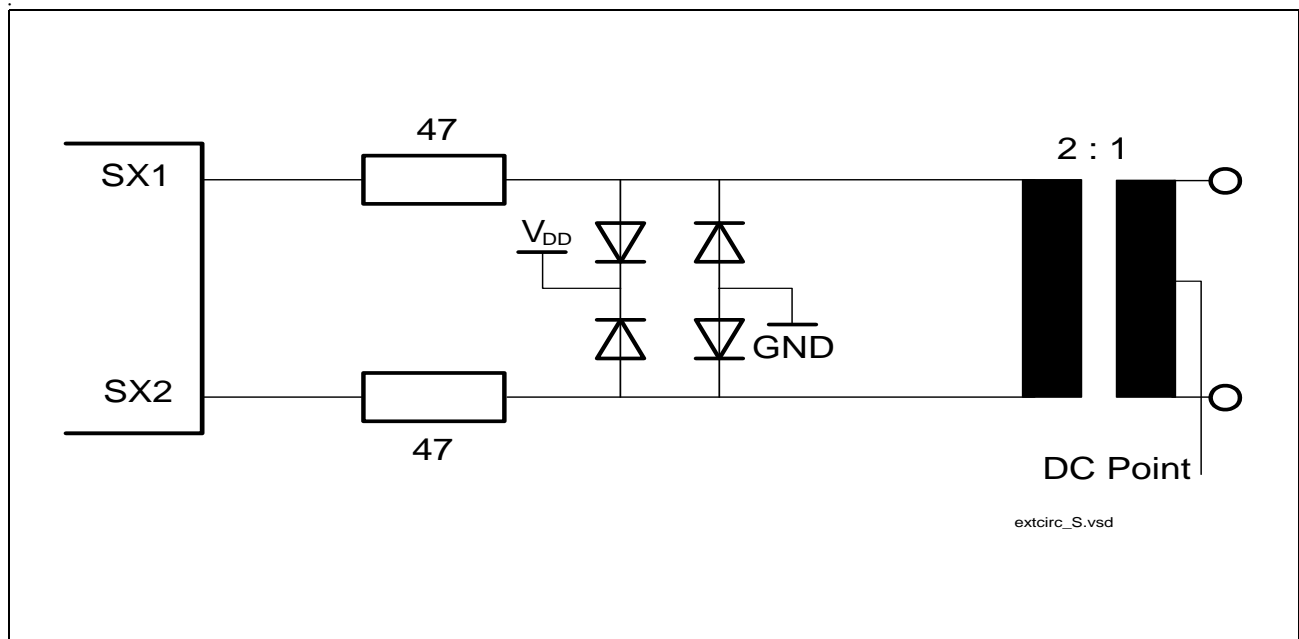 47
2 : 1
SX1
VDD
GND
SX2
47
DC Point
extcirc_S.vsd